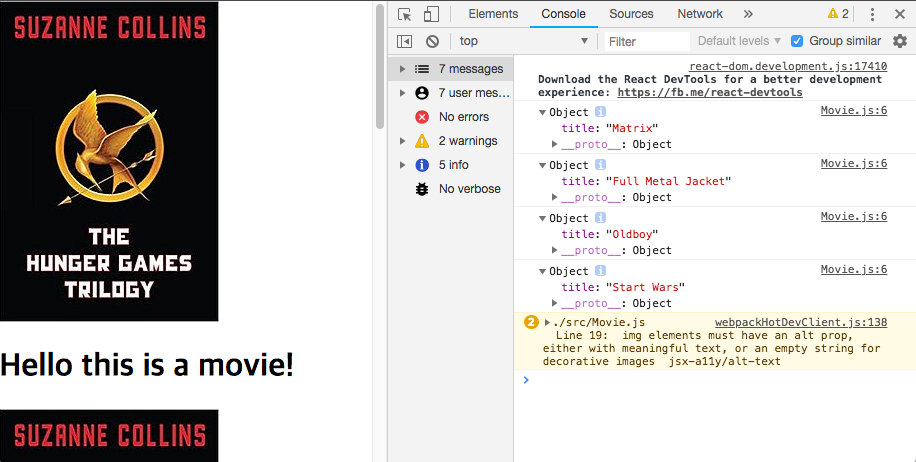 SUZANNE COLLINS
THE
HUNGER GAMES
TRILOGY
Hello this is a movie!
SUZANNE COLLINS
Elements Console Sources Network » 2
top Filter Default levels Group similar
7 messages
7 user mes...
No errors
2 warnings
5 info
No verbose
react-dom.development.js:17410
Download the React DevTools for a better development
experience: https://fb.me/react-devtools
Object i Movie.js:6
title: "Matrix"
__proto__: Object
Object i Movie.js:6
title: "Full Metal Jacket"
__proto__: Object
Object i Movie.js:6
title: "Oldboy"
__proto__: Object
Object i Movie.js:6
title: "Start Wars"
__proto__: Object
2 ./src/Movie.js webpackHotDevClient.js:138
Line 19: img elements must have an alt prop,
either with meaningful text, or an empty string for
decorative images jsx-a11y/alt-text